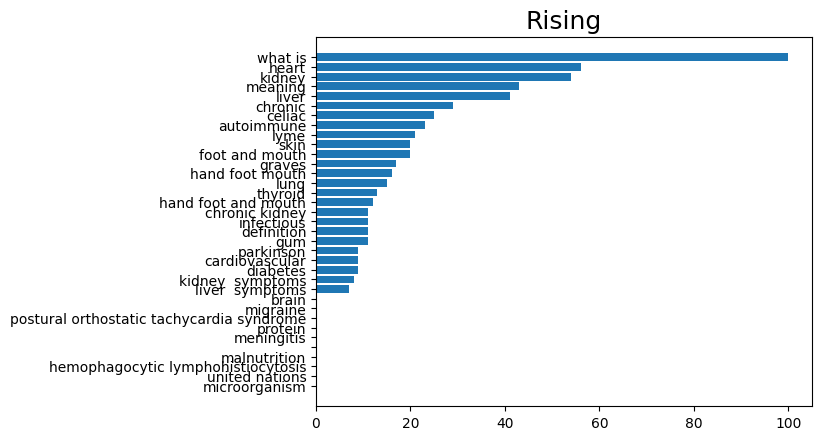 Rising
what is
heart
kidney
meaning
liver
chronic
celiac
autoimmune
lyme
skin
foot and mouth
graves
hand foot mouth
lung
thyroid
hand foot and mouth
chronic kidney
infectious
definition
gum
parkinson
cardiovascular
diabetes
kidney  symptoms
liver  symptoms
brain
migraine
postural orthostatic tachycardia syndrome
protein
meningitis
malnutrition
hemophagocytic lymphohistiocytosis
united nations
microorganism
0 20 40 60 80 100